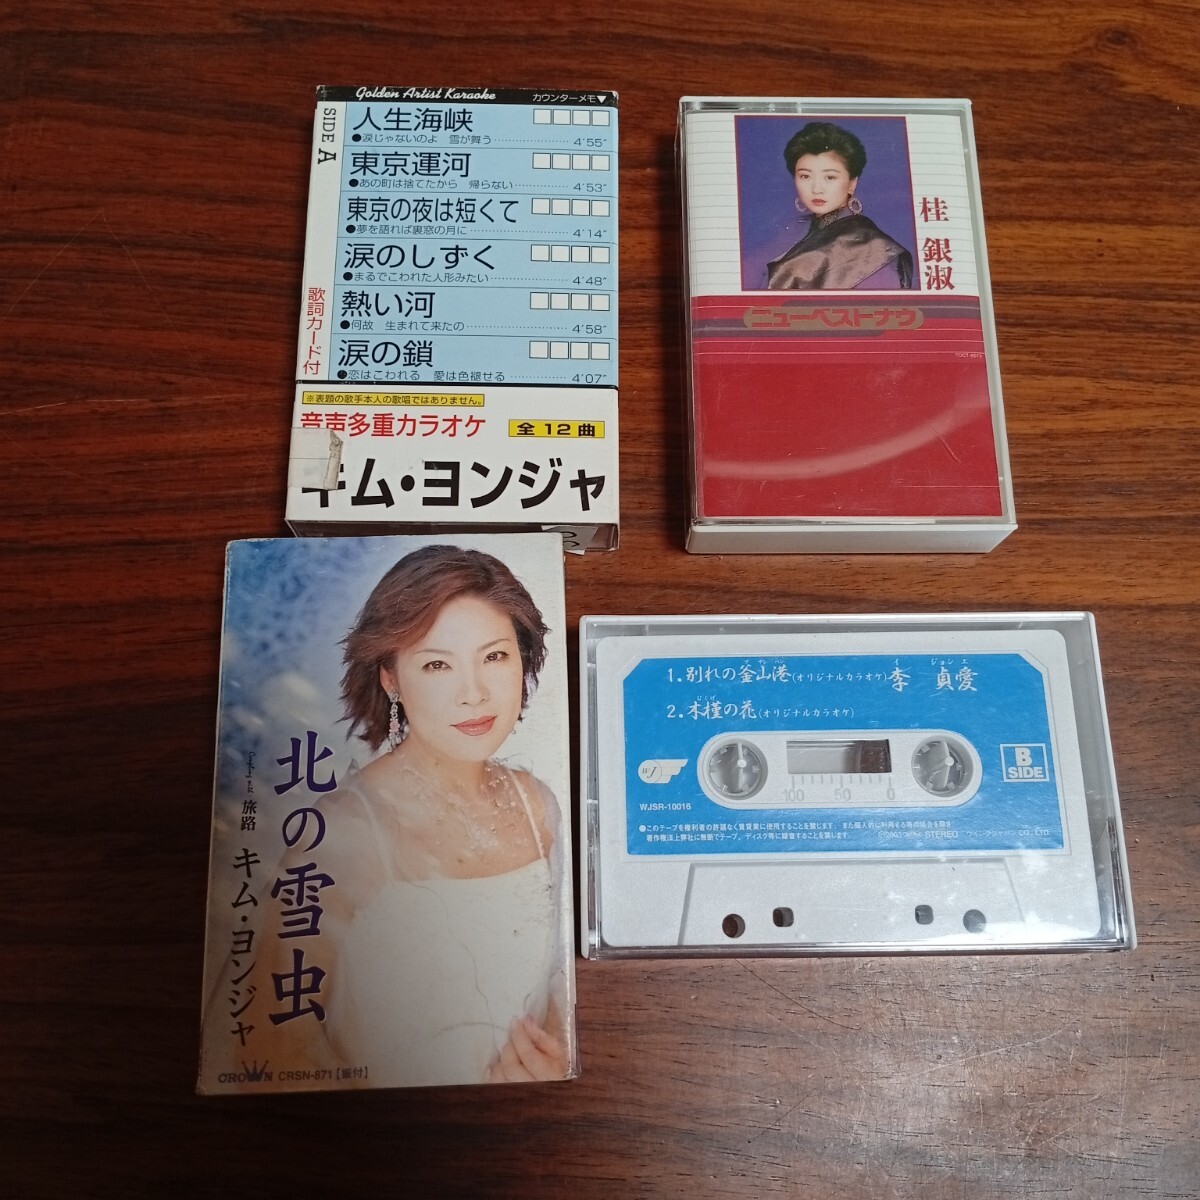 Golden Artist Karaoke
カウンターメモ▼
SIDE A
歌詞カード付
人生海峡
●涙じゃないのよ 雪が舞う 4'55"
東京運河
●あの町は捨てたから 帰らない 4'53"
東京の夜は短くて
●夢を語れば裏窓の月に 4'14"
涙のしずく
●まるでこわれた人形みたい 4'48"
熱い河
●何故 生まれて来たの 4'58"
涙の鎖
●恋はこわれる 愛は色褪せる 4'07"
※表題の歌手本人の歌唱ではありません。
音声多重カラオケ
全12曲
キム・ヨンジャ
桂 銀淑
ニューベストナウ
北の雪虫
旅路
キム・ヨンジャ
CROWN
CRSN-871【振付】
1.別れの釜山港(オリジナルカラオケ)
李 貞愛
イ ジョンエ
2.木槿の花(オリジナルカラオケ)
むくげ
B
SIDE
100 50 0
WJSR-10016
STEREO